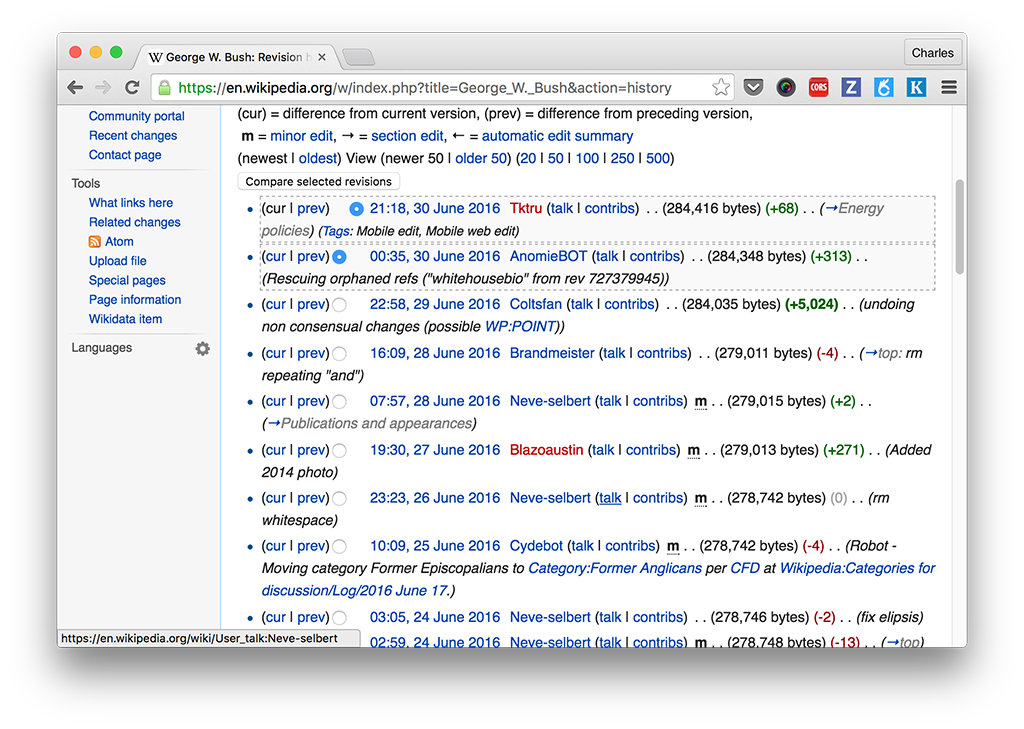 George W. Bush: Revision h
Charles
https://en.wikipedia.org/w/index.php?title=George_W._Bush&action=history
CORS
Z
K
Community portal
Recent changes
Contact page
Tools
What links here
Related changes
Atom
Upload file
Special pages
Page information
Wikidata item
Languages
(cur) = difference from current version, (prev) = difference from preceding version,
m = minor edit, → = section edit, ← = automatic edit summary
(newest | oldest) View (newer 50 | older 50) (20 | 50 | 100 | 250 | 500)
Compare selected revisions
(cur | prev) 21:18, 30 June 2016 Tktru (talk | contribs) . . (284,416 bytes) (+68) . . (→Energy
policies) (Tags: Mobile edit, Mobile web edit)
(cur | prev) 00:35, 30 June 2016 AnomieBOT (talk | contribs) . . (284,348 bytes) (+313) . .
(Rescuing orphaned refs ("whitehousebio" from rev 727379945))
(cur | prev) 22:58, 29 June 2016 Coltsfan (talk | contribs) . . (284,035 bytes) (+5,024) . . (undoing
non consensual changes (possible WP:POINT))
(cur | prev) 16:09, 28 June 2016 Brandmeister (talk | contribs) . . (279,011 bytes) (-4) . . (→top: rm
repeating "and")
(cur | prev) 07:57, 28 June 2016 Neve-selbert (talk | contribs) m . . (279,015 bytes) (+2) . .
(→Publications and appearances)
(cur | prev) 19:30, 27 June 2016 Blazoaustin (talk | contribs) m . . (279,013 bytes) (+271) . . (Added
2014 photo)
(cur | prev) 23:23, 26 June 2016 Neve-selbert (talk | contribs) m . . (278,742 bytes) (0) . . (rm
whitespace)
(cur | prev) 10:09, 25 June 2016 Cydebot (talk | contribs) m . . (278,742 bytes) (-4) . . (Robot -
Moving category Former Episcopalians to Category:Former Anglicans per CFD at Wikipedia:Categories for
discussion/Log/2016 June 17.)
(cur | prev) 03:05, 24 June 2016 Neve-selbert (talk | contribs) . . (278,746 bytes) (-2) . . (fix elipsis)
02:59, 24 June 2016 Neve-selbert (talk | contribs) m . . (278,748 bytes) (-13) . . (→top)
https://en.wikipedia.org/wiki/User_talk:Neve-selbert